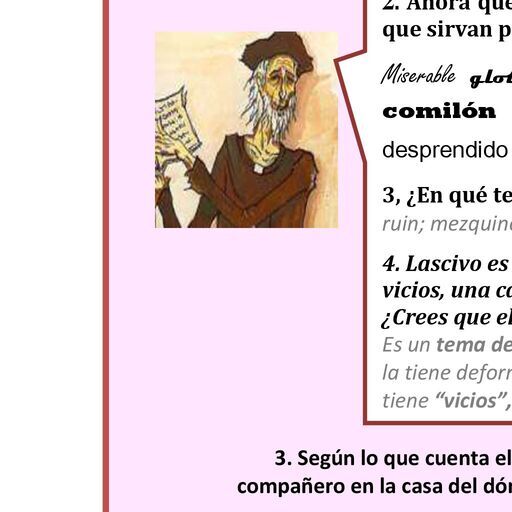 2. Ahora que
que sirvan p
Miserable glot
comilón
desprendido
3, ¿En qué te
ruin; mezquin
4. Lascivo es
vicios, una c
¿Crees que el
Es un tema de
la tiene defor
tiene “vicios”,
3. Según lo que cuenta el
compañero en la casa del dó